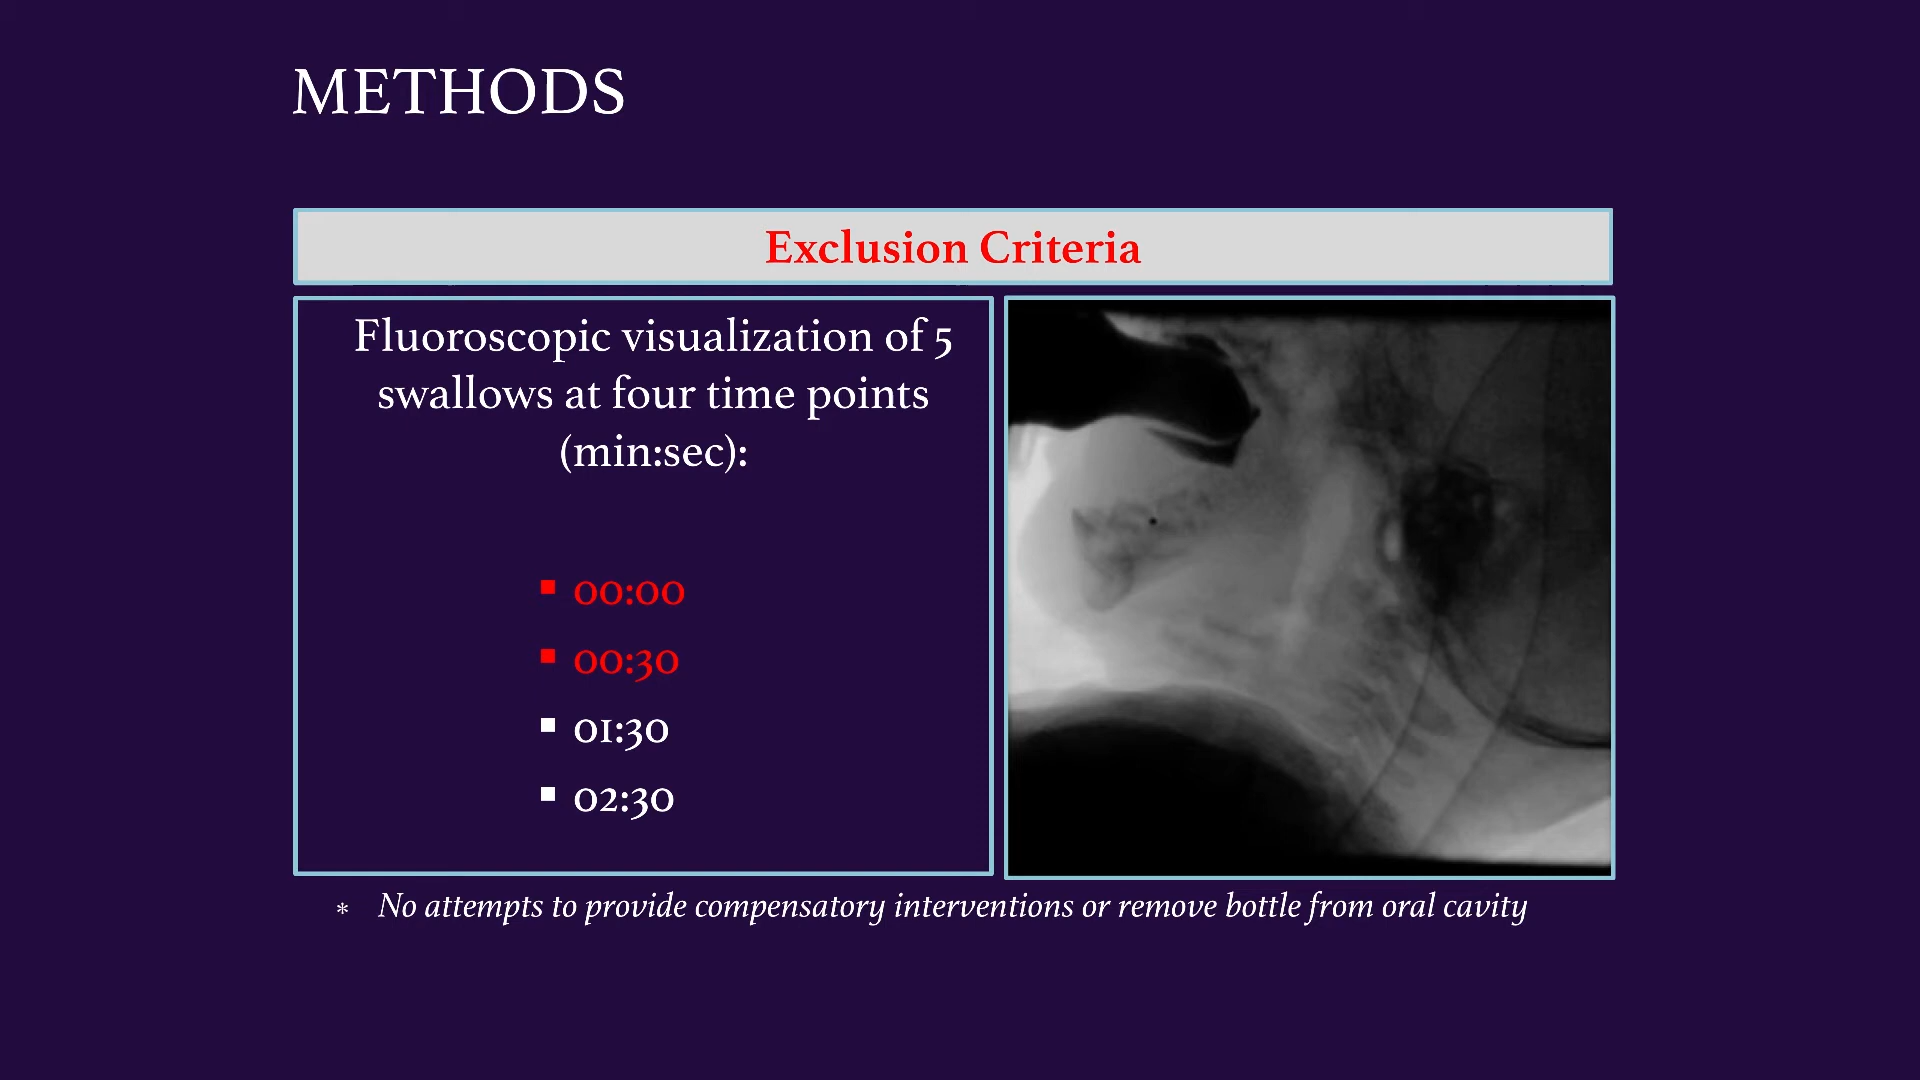 METHODS
Exclusion Criteria
Fluoroscopic visualization of 5
swallows at four time points
(min:sec):
▪ 00:00
▪ 00:30
▪ 01:30
▪ 02:30
* No attempts to provide compensatory interventions or remove bottle from oral cavity